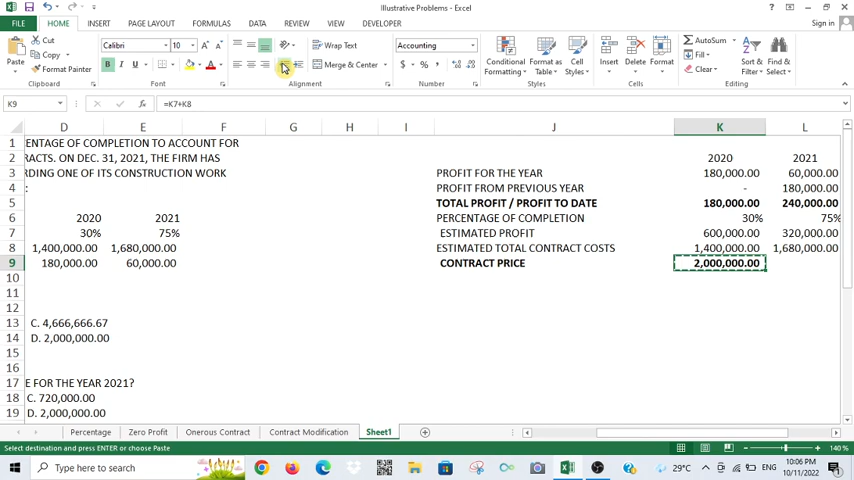 Illustrative Problems - Excel
Sign in
FILE HOME INSERT PAGE LAYOUT FORMULAS DATA REVIEW VIEW DEVELOPER
Paste
Cut
Copy
Format Painter
Clipboard
Calibri 10
B I U
Font
Wrap Text
Merge & Center
Alignment
Accounting
$ % ,
Number
Conditional Formatting
Format as Table
Cell Styles
Styles
Insert Delete Format
Cells
AutoSum
Fill
Clear
Sort & Filter
Find & Select
Editing
K9 fx =K7+K8
D E F G H I J K L
1 ENTAGE OF COMPLETION TO ACCOUNT FOR
2 RACTS. ON DEC. 31, 2021, THE FIRM HAS 2020 2021
3 RDING ONE OF ITS CONSTRUCTION WORK PROFIT FOR THE YEAR 180,000.00 60,000.00
4 : PROFIT FROM PREVIOUS YEAR - 180,000.00
5 TOTAL PROFIT / PROFIT TO DATE 180,000.00 240,000.00
6 2020 2021 PERCENTAGE OF COMPLETION 30% 75%
7 30% 75% ESTIMATED PROFIT 600,000.00 320,000.00
8 1,400,000.00 1,680,000.00 ESTIMATED TOTAL CONTRACT COSTS 1,400,000.00 1,680,000.00
9 180,000.00 60,000.00 CONTRACT PRICE 2,000,000.00
10
11
12
13 C. 4,666,666.67
14 D. 2,000,000.00
15
16
17 E FOR THE YEAR 2021?
18 C. 720,000.00
19 D. 2,000,000.00
Percentage Zero Profit Onerous Contract Contract Modification Sheet1
Select destination and press ENTER or choose Paste 140 %
Type here to search 29°C ENG 10:06 PM
10/11/2022